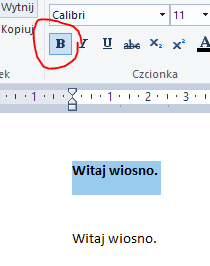 Wytnij
Calibri 11
Kopiuj
B I U abc X₂ X² A
ek Czcionka
1 1 2 3
Witaj wiosno.
Witaj wiosno.